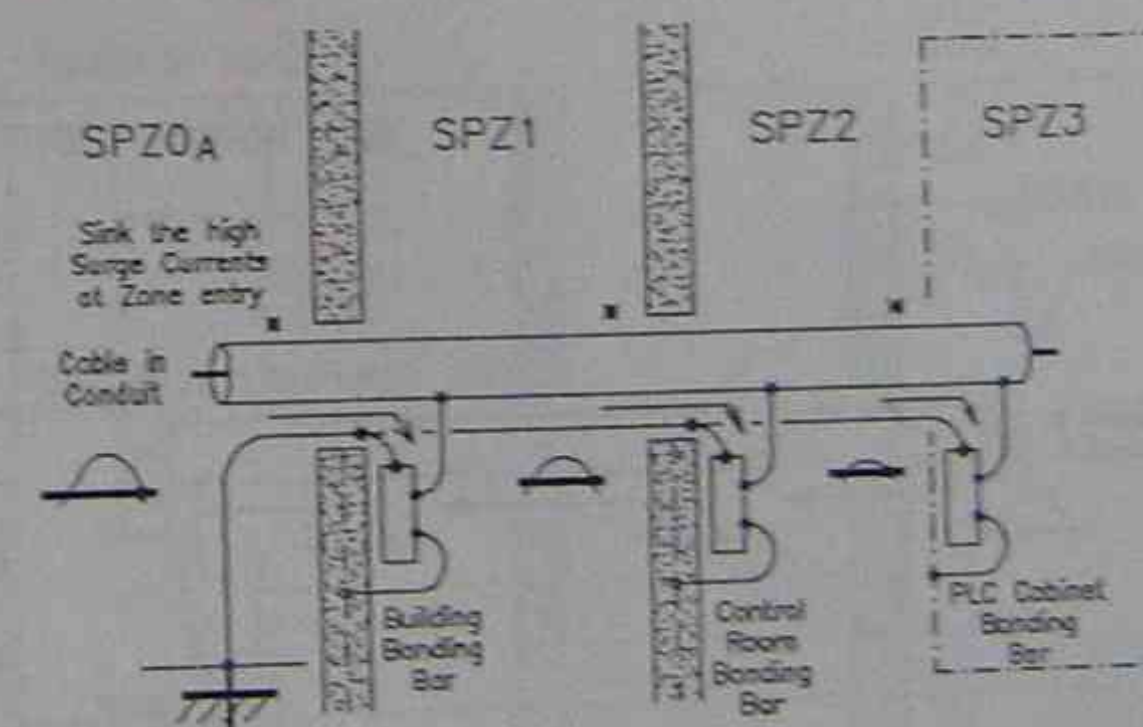 SPZ0A
SPZ1
SPZ2
SPZ3
Sink the high
Surge Currents
at Zone entry
Cable in
Conduit
Building
Bonding
Bar
Control
Room
Bonding
Bar
PLC Cabinet
Bonding
Bar